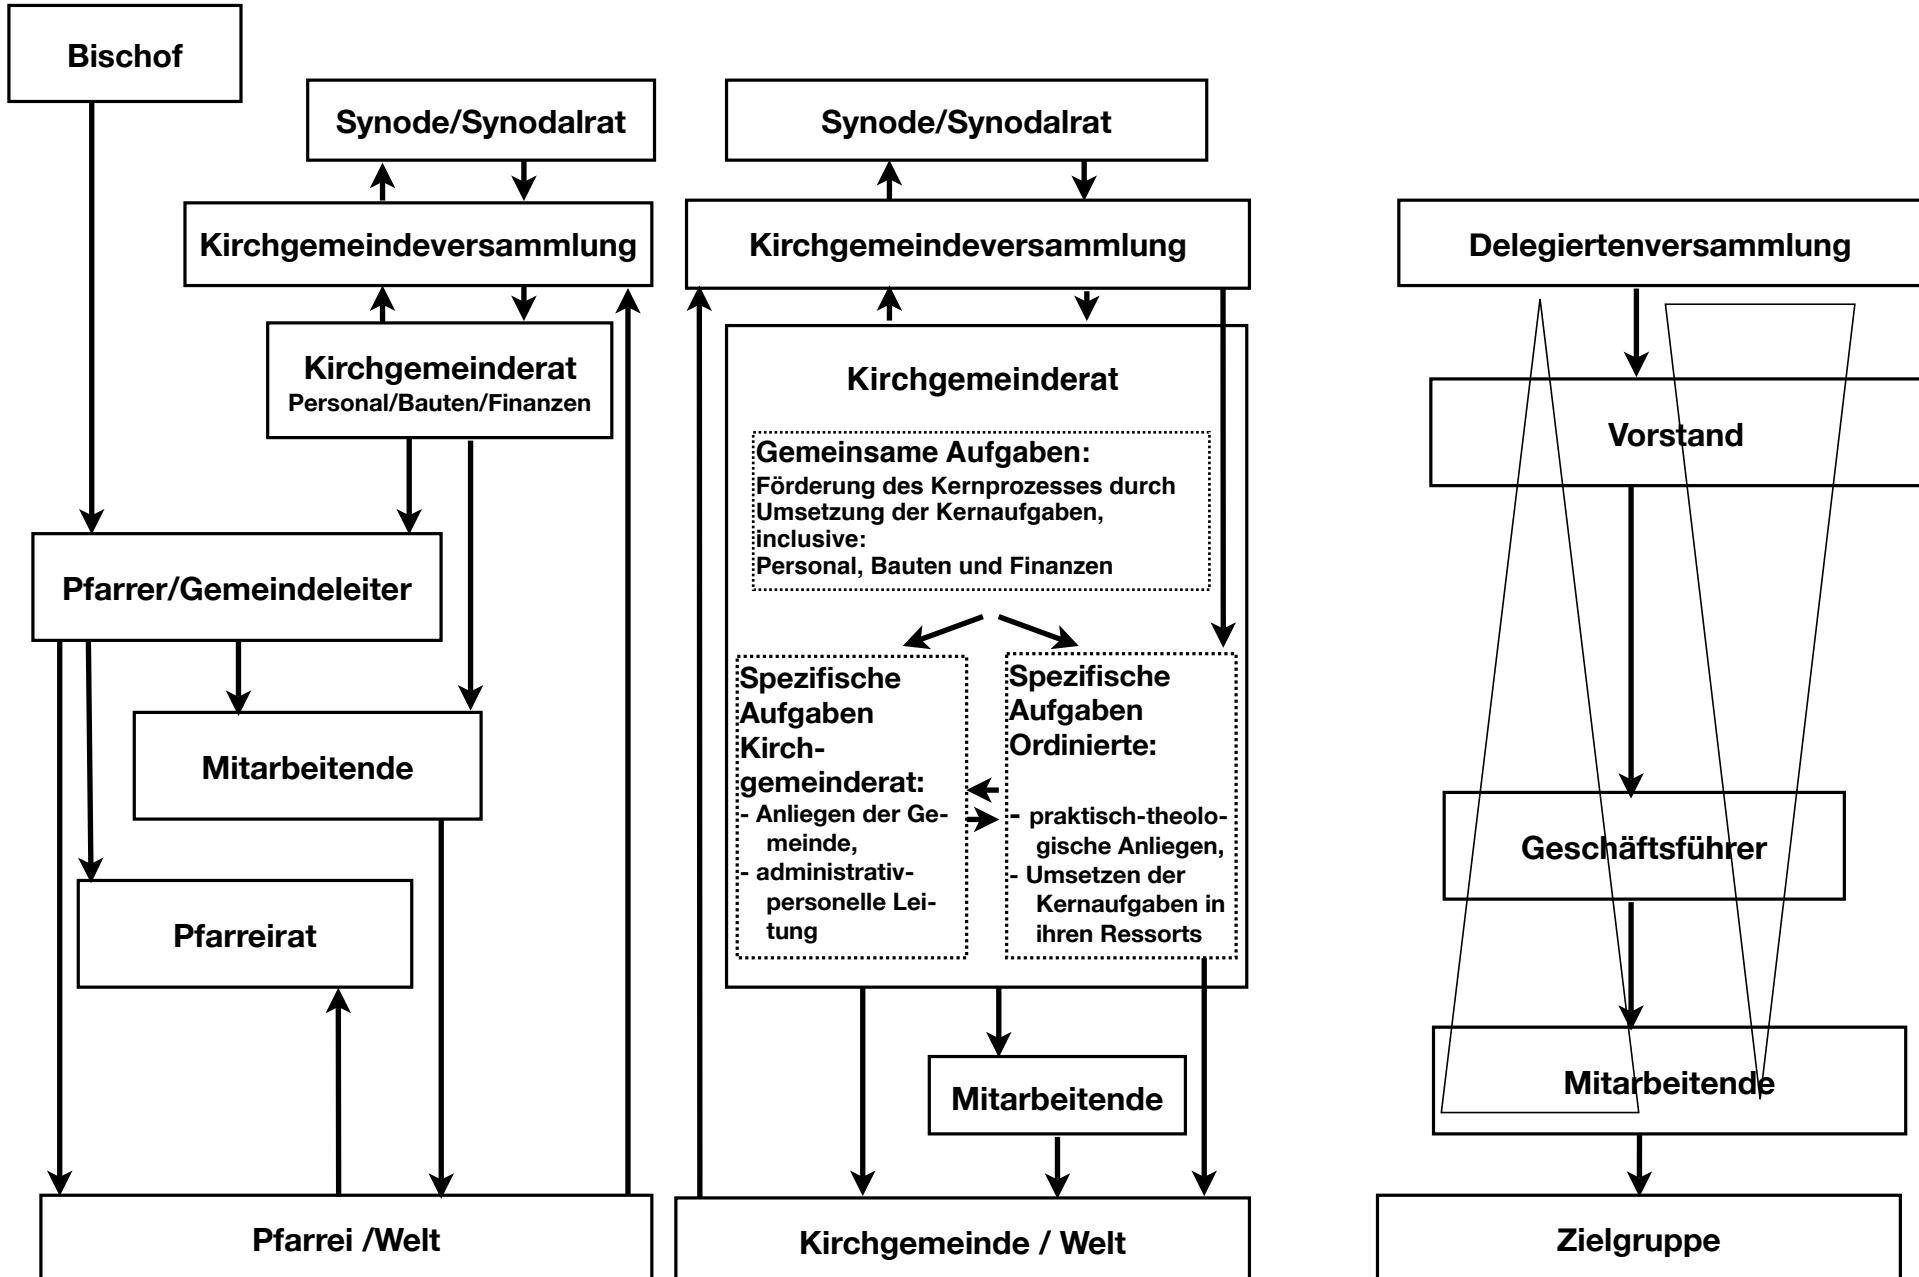 Bischof
Synode/Synodalrat
Kirchgemeindeversammlung
Kirchgemeinderat
Personal/Bauten/Finanzen
Pfarrer/Gemeindeleiter
Mitarbeitende
Pfarreirat
Pfarrei /Welt
Synode/Synodalrat
Kirchgemeindeversammlung
Kirchgemeinderat
Gemeinsame Aufgaben:
Förderung des Kernprozesses durch
Umsetzung der Kernaufgaben,
inclusive:
Personal, Bauten und Finanzen
Spezifische
Aufgaben
Kirch-
gemeinderat:
- Anliegen der Ge-
meinde,
- administrativ-
personelle Lei-
tung
Spezifische
Aufgaben
Ordinierte:
- praktisch-theolo-
gische Anliegen,
- Umsetzen der
Kernaufgaben in
ihren Ressorts
Mitarbeitende
Kirchgemeinde / Welt
Delegiertenversammlung
Vorstand
Geschäftsführer
Mitarbeitende
Zielgruppe